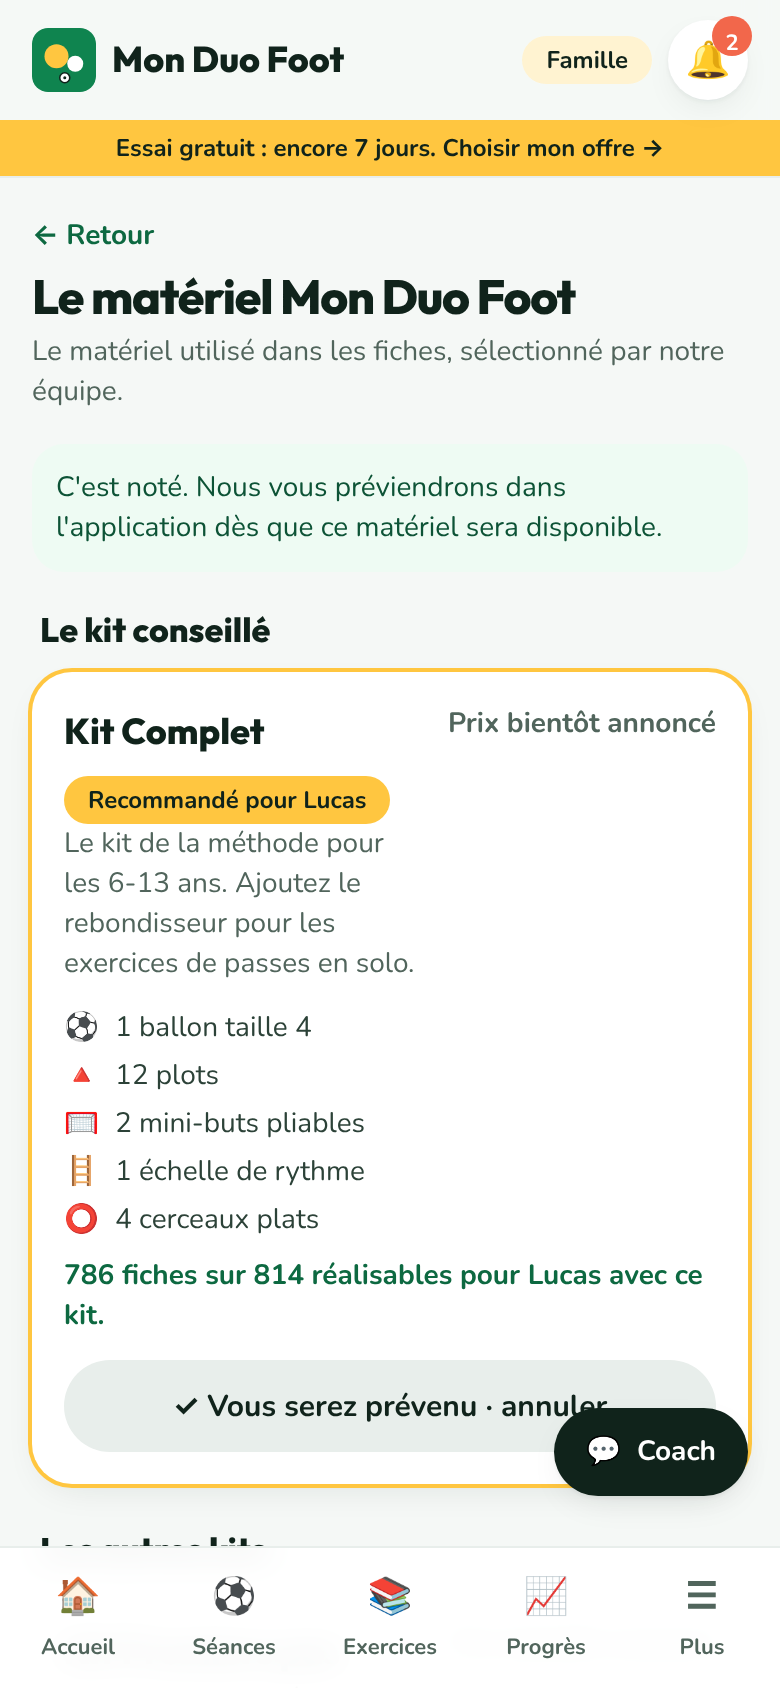 Mon Duo Foot
Famille
2
Essai gratuit : encore 7 jours. Choisir mon offre →
← Retour
Le matériel Mon Duo Foot
Le matériel utilisé dans les fiches, sélectionné par notre
équipe.
C'est noté. Nous vous préviendrons dans
l'application dès que ce matériel sera disponible.
Le kit conseillé
Kit Complet
Prix bientôt annoncé
Recommandé pour Lucas
Le kit de la méthode pour
les 6-13 ans. Ajoutez le
rebondisseur pour les
exercices de passes en solo.
1 ballon taille 4
12 plots
2 mini-buts pliables
1 échelle de rythme
4 cerceaux plats
786 fiches sur 814 réalisables pour Lucas avec ce
kit.
✓ Vous serez prévenu · annuler
Coach
Les autres kits
Accueil
Séances
Exercices
Progrès
Plus